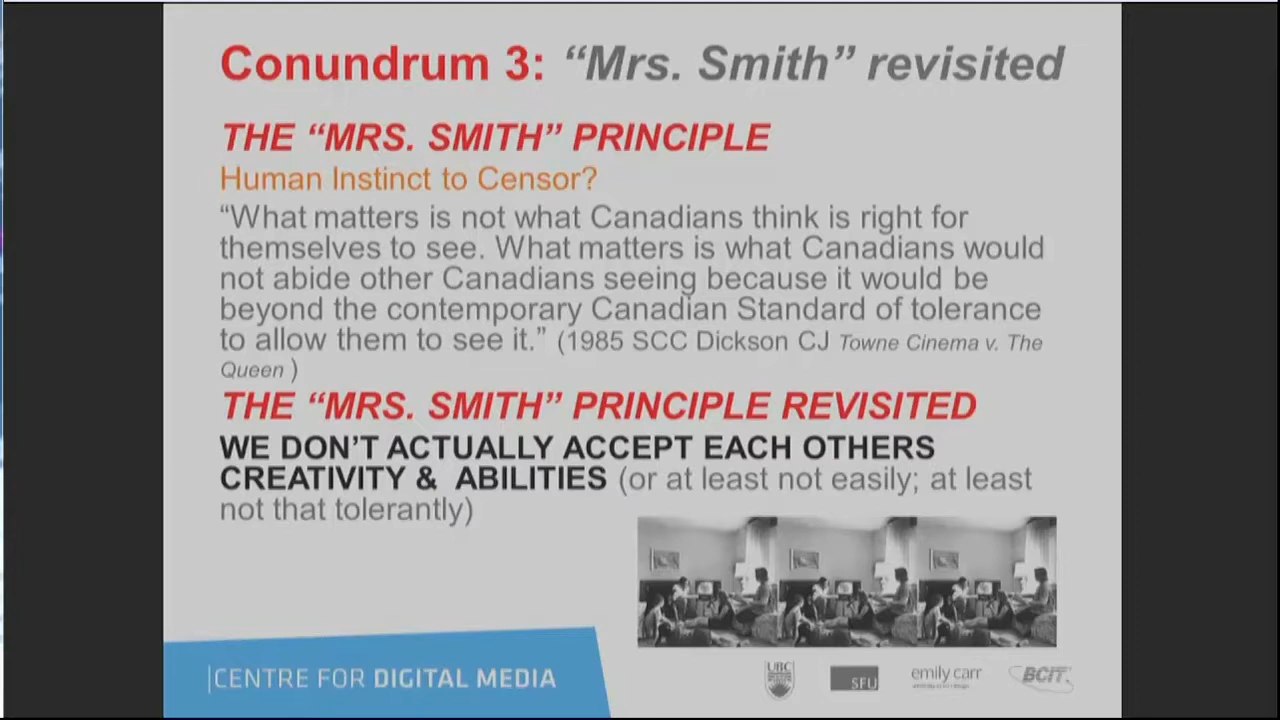 Conundrum 3: “Mrs. Smith” revisited
THE “MRS. SMITH” PRINCIPLE
Human Instinct to Censor?
“What matters is not what Canadians think is right for
themselves to see. What matters is what Canadians would
not abide other Canadians seeing because it would be
beyond the contemporary Canadian Standard of tolerance
to allow them to see it.” (1985 SCC Dickson CJ Towne Cinema v. The
Queen )
THE “MRS. SMITH” PRINCIPLE REVISITED
WE DON’T ACTUALLY ACCEPT EACH OTHERS
CREATIVITY & ABILITIES (or at least not easily; at least
not that tolerantly)
CENTRE FOR DIGITAL MEDIA
UBC
SFU
emily carr
BCIT